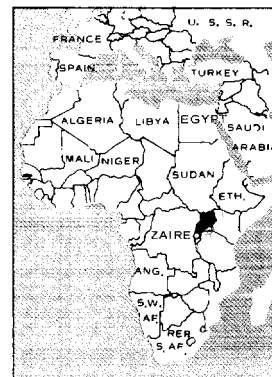 U. S. S. R.
FRANCE
SPAIN
TURKEY
ALGERIA
LIBYA
EGYPT
SAUDI
ARABIA
MALI
NIGER
SUDAN
ETH.
ZAIRE
ANG.
S.W.
AF.
REP.
S. AF.